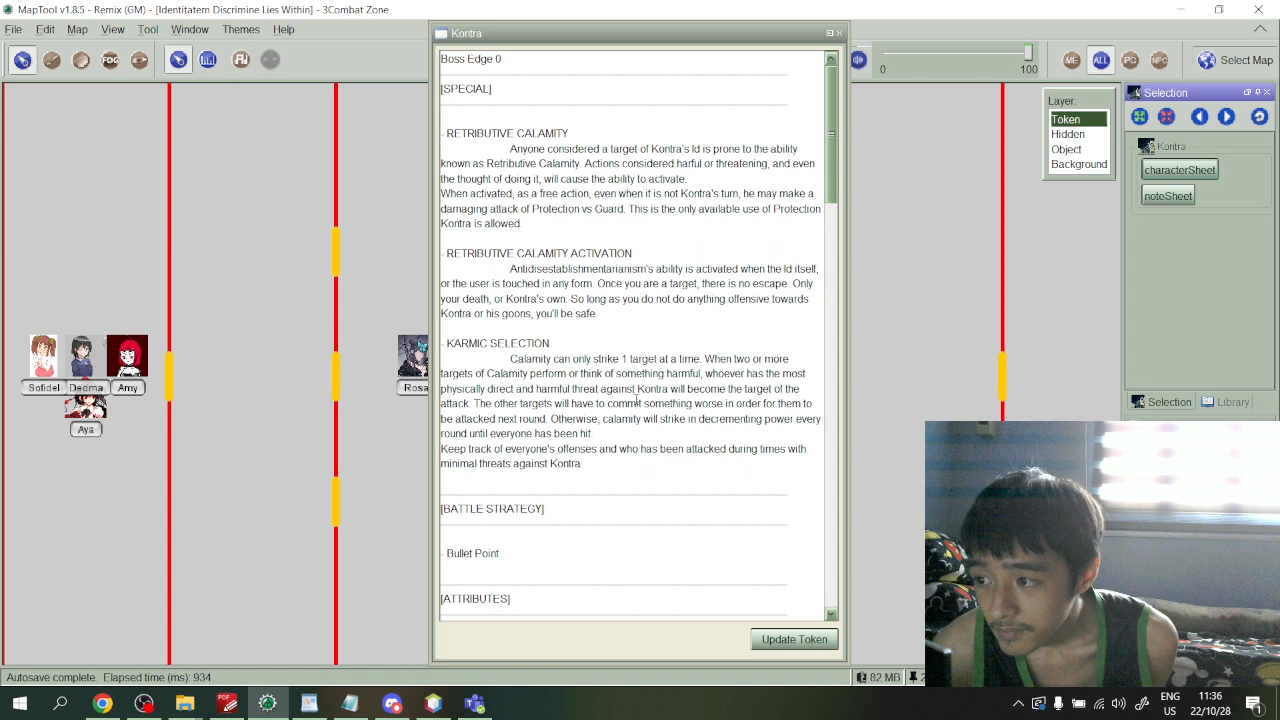 MapTool v1.8.5 - Remix (GM) - [Identitatem Discrimine Lies Within] - 3Combat Zone
File Edit Map View Tool Window Themes Help
FOG
0 100
ME ALL PC NPC Select Map
Kontra
Boss Edge 0
[SPECIAL]
- RETRIBUTIVE CALAMITY
Anyone considered a target of Kontra's Id is prone to the ability
known as Retributive Calamity. Actions considered harful or threatening, and even
the thought of doing it, will cause the ability to activate.
When activated, as a free action, even when it is not Kontra's turn, he may make a
damaging attack of Protection vs Guard. This is the only available use of Protection
Kontra is allowed.
- RETRIBUTIVE CALAMITY ACTIVATION
Antidisestablishmentarianism's ability is activated when the Id itself,
or the user is touched in any form. Once you are a target, there is no escape. Only
your death, or Kontra's own. So long as you do not do anything offensive towards
Kontra or his goons, you'll be safe.
- KARMIC SELECTION
Calamity can only strike 1 target at a time. When two or more
targets of Calamity perform or think of something harmful, whoever has the most
physically direct and harmful threat against Kontra will become the target of the
attack. The other targets will have to commit something worse in order for them to
be attacked next round. Otherwise, calamity will strike in decrementing power every
round until everyone has been hit.
Keep track of everyone's offenses and who has been attacked during times with
minimal threats against Kontra.
[BATTLE STRATEGY]
- Bullet Point
[ATTRIBUTES]
Update Token
Sofidel Dedma Amy
Aya
Rosa
Layer:
Token
Hidden
Object
Background
Selection
Kontra
characterSheet
noteSheet
Selection Library
Autosave complete. Elapsed time (ms): 934
82 MB
PDF
ENG
US
11:36
22/10/28
1